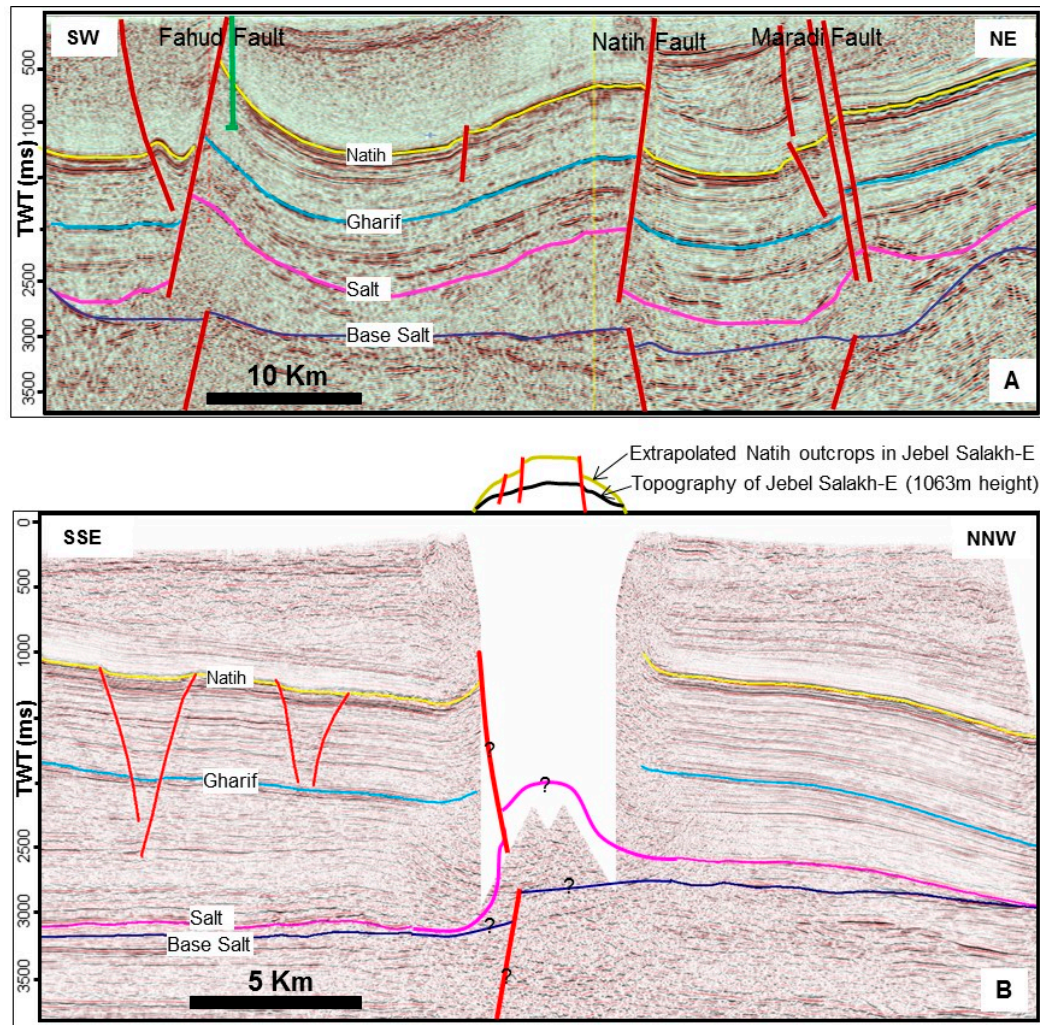 SW
Fahud Fault
Natih Fault
Maradi Fault
NE
TWT (ms)
500
1000
1500
2000
2500
3000
3500
Natih
Gharif
Salt
Base Salt
10 Km
A
Extrapolated Natih outcrops in Jebel Salakh-E
Topography of Jebel Salakh-E (1063m height)
SSE
NNW
TWT (ms)
0
500
1000
1500
2000
2500
3000
3500
Natih
Gharif
Salt
Base Salt
?
?
?
?
?
5 Km
B